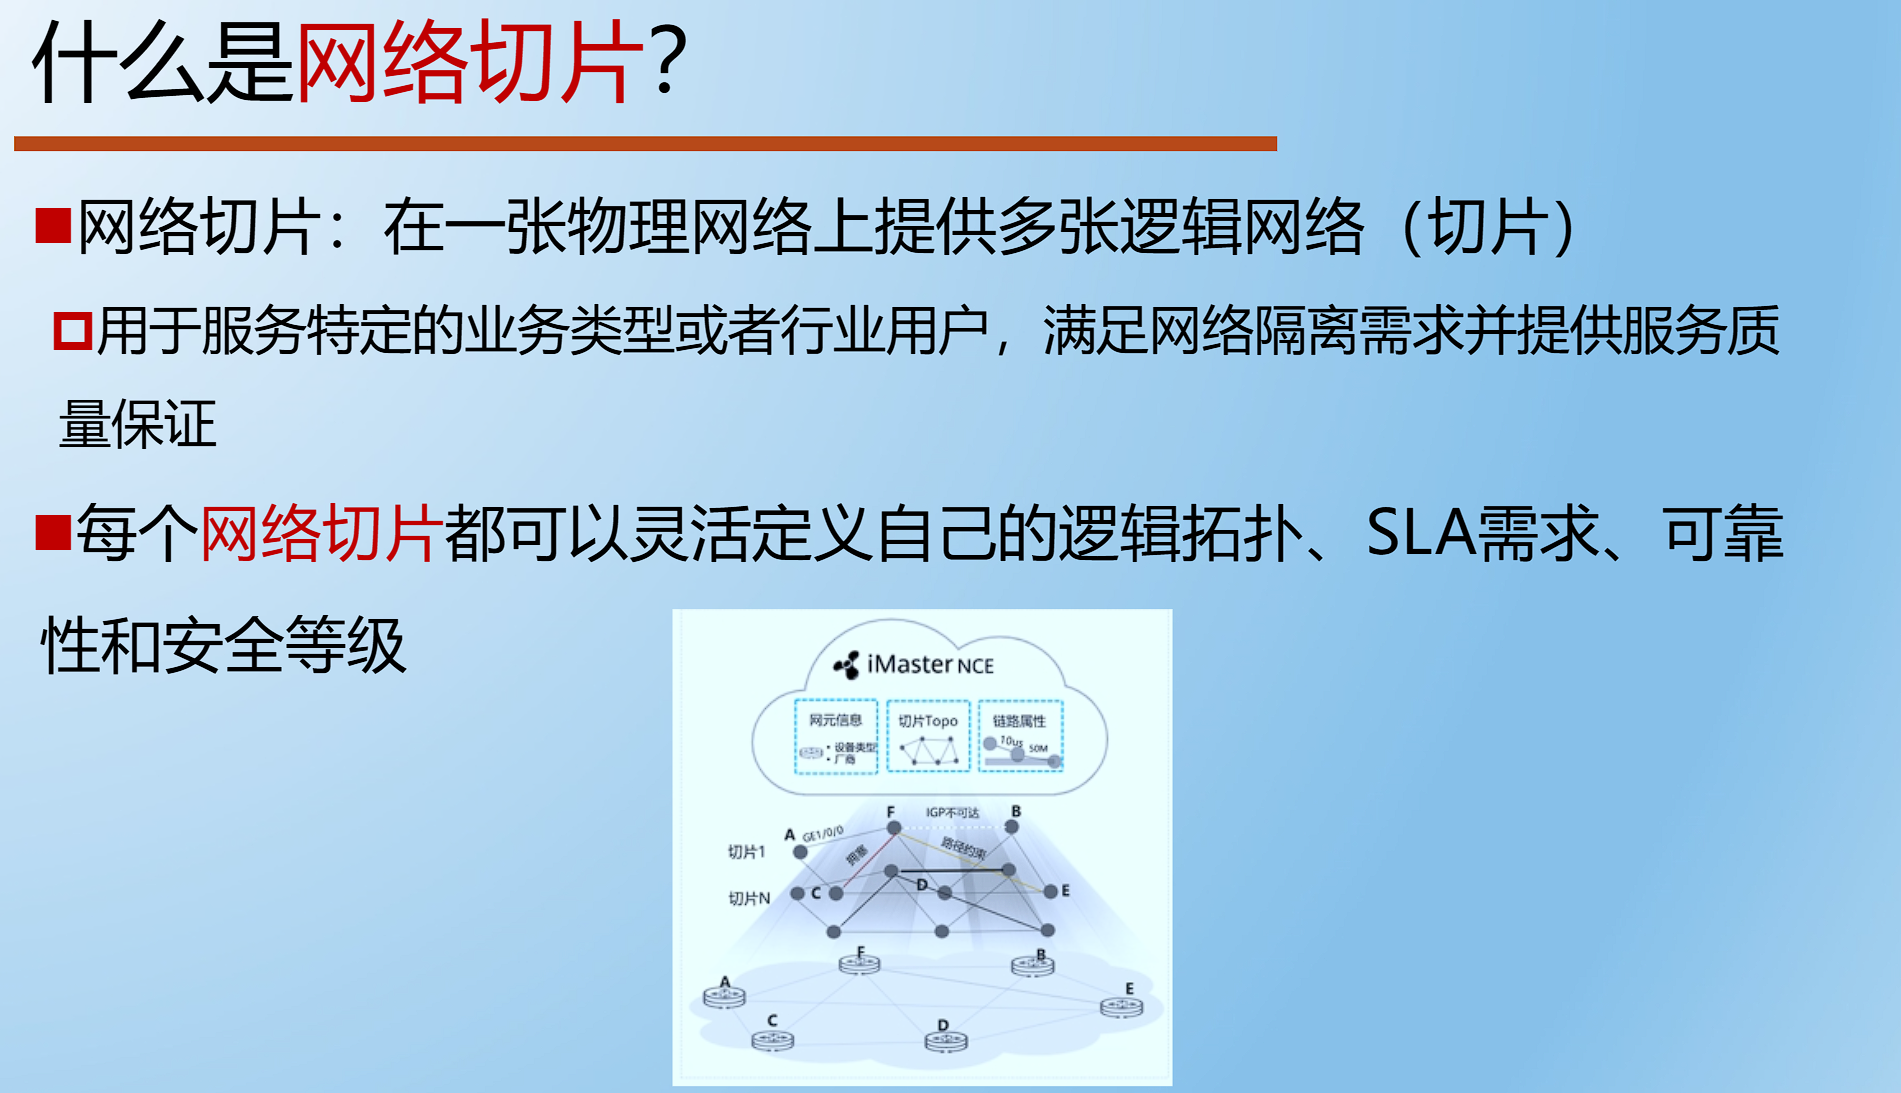 什么是网络切片?
网络切片：在一张物理网络上提供多张逻辑网络（切片）
用于服务特定的业务类型或者行业用户，满足网络隔离需求并提供服务质
量保证
每个网络切片都可以灵活定义自己的逻辑拓扑、SLA需求、可靠
性和安全等级
iMaster NCE
网元信息
• 设备类型
• 厂商
切片Topo
链路属性
10us
50M
F
IGP不可达
B
A
GE1/0/0
切片1
拥塞
路径约束
切片N
C
D
E
F
B
A
E
C
D